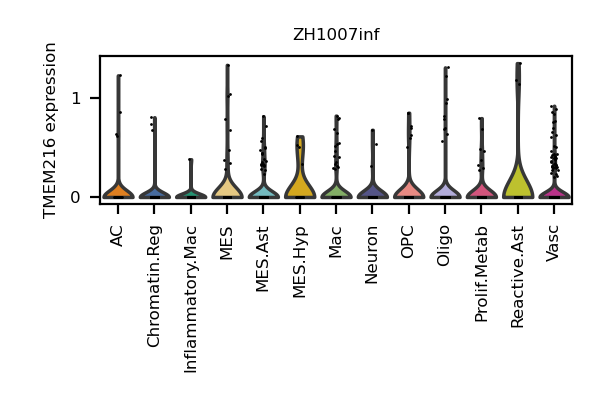 ZH1007inf
TMEM216 expression
1
0
AC
Chromatin.Reg
Inflammatory.Mac
MES
MES.Ast
MES.Hyp
Mac
Neuron
OPC
Oligo
Prolif.Metab
Reactive.Ast
Vasc